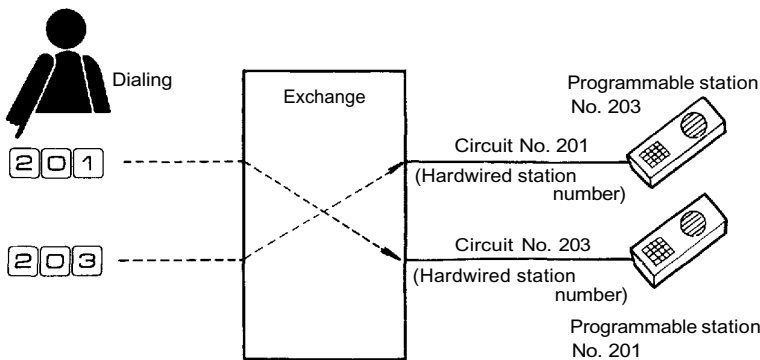 Dialing
Exchange
Programmable station
No. 203
201
Circuit No. 201
(Hardwired station
number)
203
Circuit No. 203
(Hardwired station
number)
Programmable station
No. 201